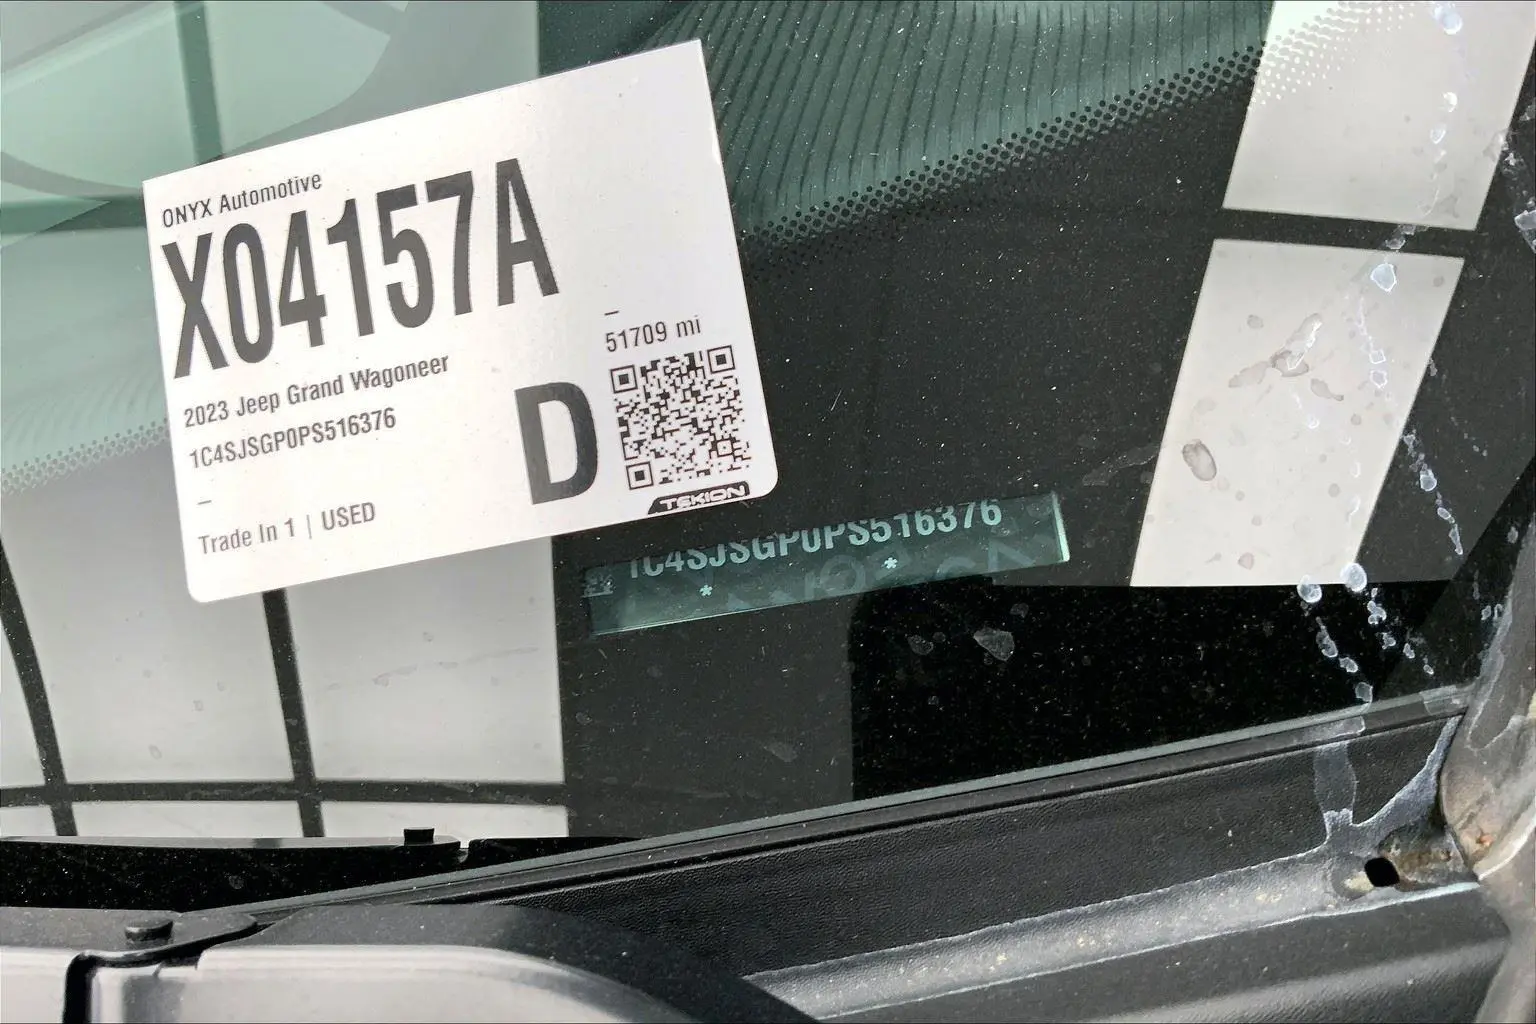 ONYX Automotive
X04157A
2023 Jeep Grand Wagoneer
1C4SJSGP0PS516376
–
Trade In 1 | USED
D
–
51709 mi
TEKION
1C4SJSGP0PS516376
* *